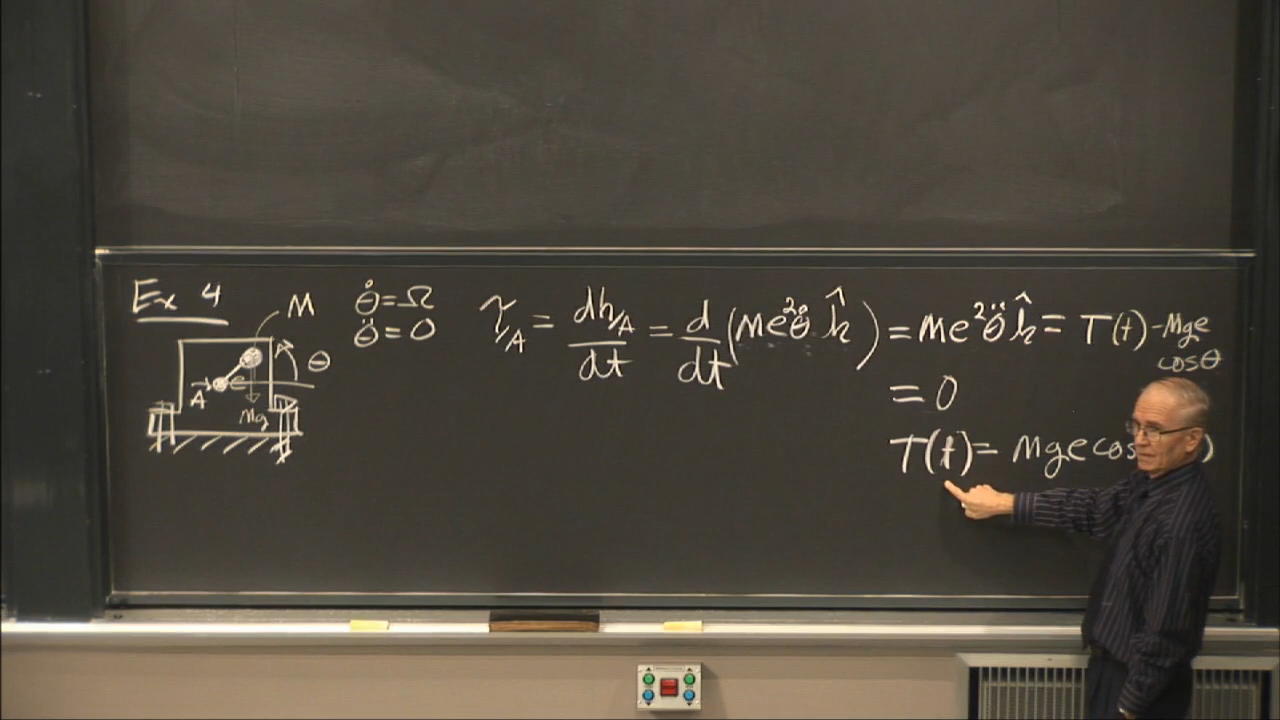 Ex 4
M
θ
A
e
Mg
θ̇=Ω
θ̈=0
τ/A = dh/A/dt = d/dt (Me²θ̇ k̂) = Me²θ̈ k̂ = T(t) - Mge cosθ
= 0
T(t) = Mge cos )